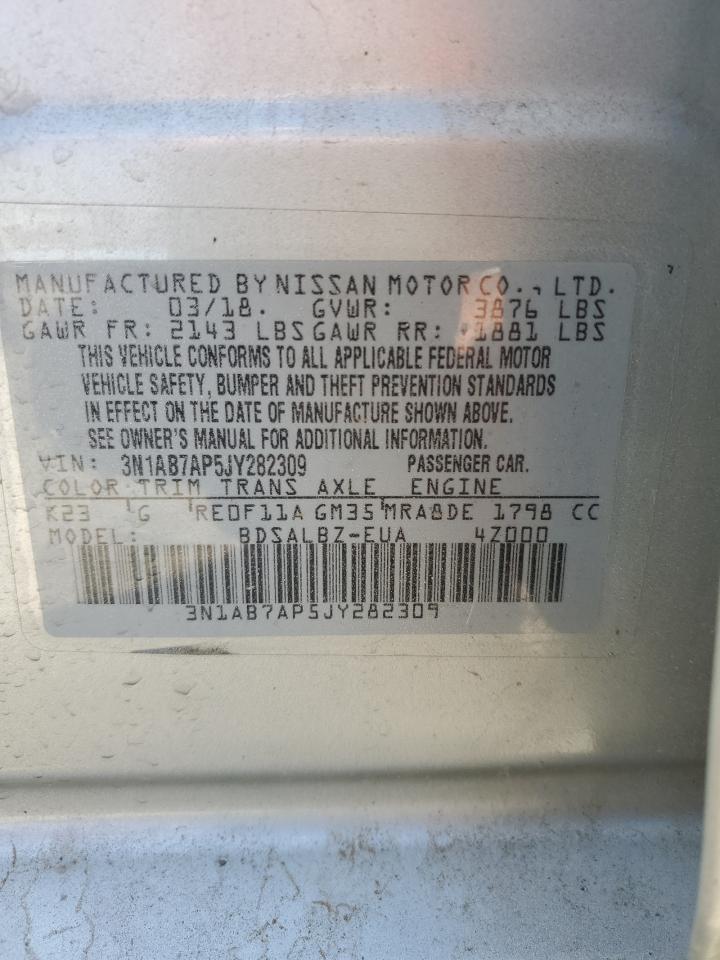 MANUFACTURED BY NISSAN MOTOR CO., LTD.
DATE: 03/18. GVWR: 3876 LBS
GAWR FR: 2143 LBS GAWR RR: 1881 LBS
THIS VEHICLE CONFORMS TO ALL APPLICABLE FEDERAL MOTOR
VEHICLE SAFETY, BUMPER AND THEFT PREVENTION STANDARDS
IN EFFECT ON THE DATE OF MANUFACTURE SHOWN ABOVE.
SEE OWNER'S MANUAL FOR ADDITIONAL INFORMATION.
VIN: 3N1AB7AP5JY282309 PASSENGER CAR.
COLOR TRIM TRANS AXLE ENGINE
K23 G RE0F11A GM35 MRA8DE 1798 CC
MODEL: BDSALBZ-EUA 4Z000
3N1AB7AP5JY282309